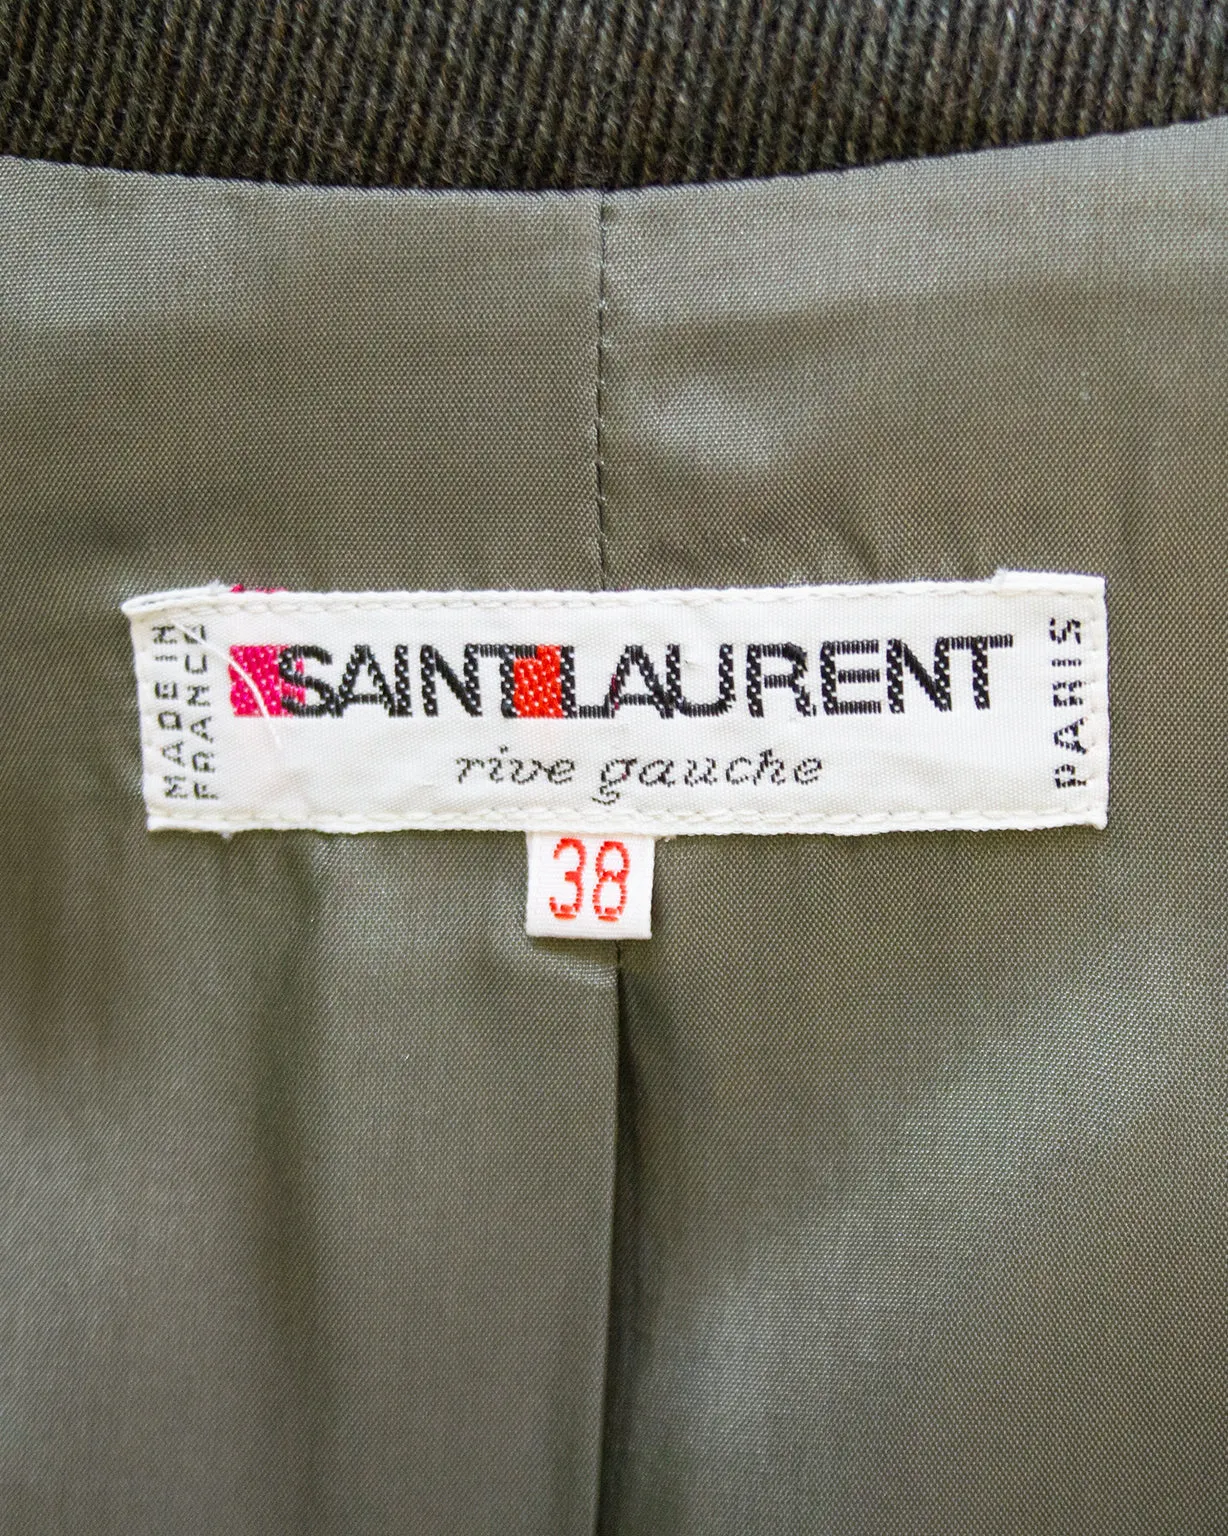 MADE IN
FRANCE
SAINT LAURENT
rive gauche
PARIS
38